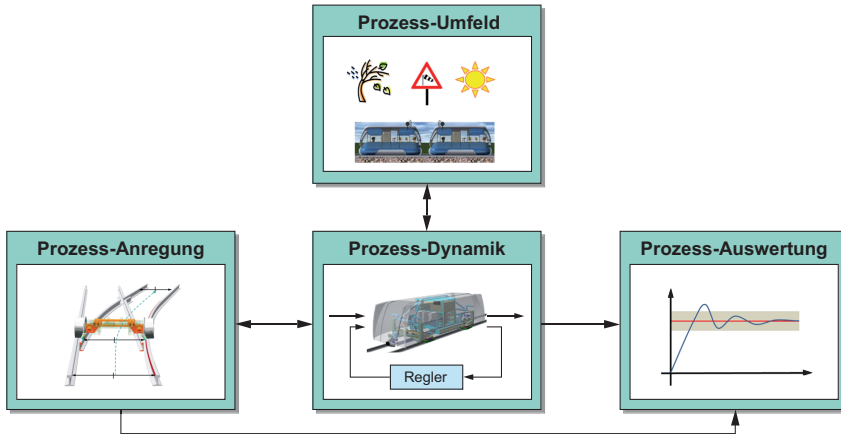 Prozess-Umfeld
Prozess-Anregung
Prozess-Dynamik
Prozess-Auswertung
Regler